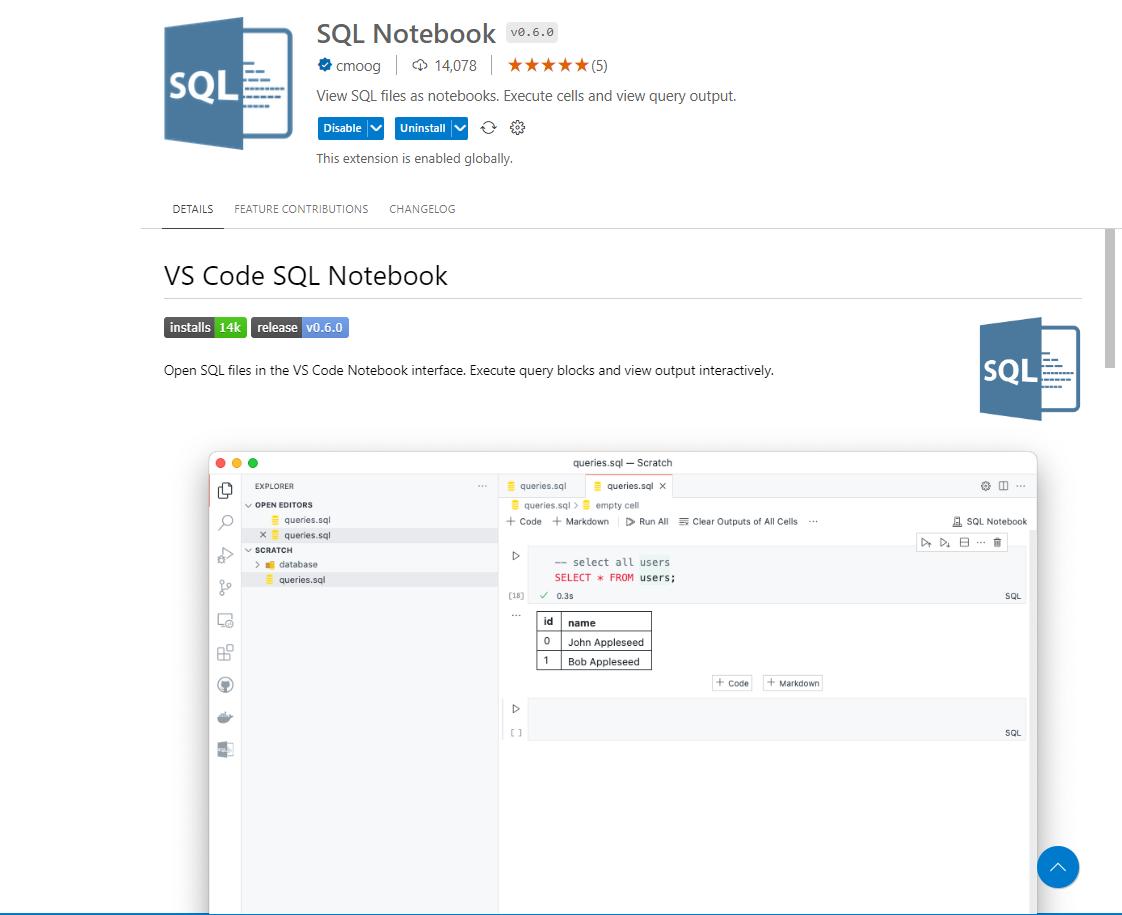 SQL
SQL Notebook v0.6.0
cmoog 14,078 (5)
View SQL files as notebooks. Execute cells and view query output.
Disable Uninstall
This extension is enabled globally.
DETAILS FEATURE CONTRIBUTIONS CHANGELOG
VS Code SQL Notebook
installs 14k release v0.6.0
SQL
Open SQL files in the VS Code Notebook interface. Execute query blocks and view output interactively.
queries.sql — Scratch
EXPLORER ...
OPEN EDITORS
queries.sql
queries.sql
SCRATCH
database
queries.sql
queries.sql queries.sql ...
queries.sql > empty cell
+ Code + Markdown Run All Clear Outputs of All Cells ... SQL Notebook
...
-- select all users
SELECT * FROM users;
[18] 0.3s SQL
...
id name
0 John Appleseed
1 Bob Appleseed
+ Code + Markdown
[ ] SQL